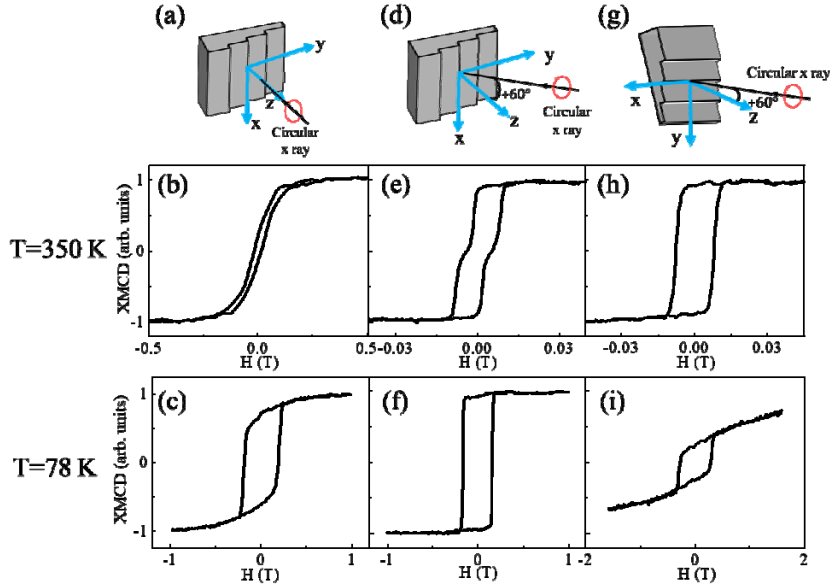 (a)
y
z
x
Circular
x ray
(d)
y
+60°
z
x
Circular
x ray
(g)
Circular x ray
x
+60°
z
y
T=350 K
XMCD (arb. units)
(b)
1
0
-1
-0.5
0.0
0.5
H (T)
(e)
-0.03
0.00
0.03
H (T)
(h)
-0.03
0.00
0.03
H (T)
T=78 K
XMCD (arb. units)
(c)
1
0
-1
-1
0
1
H (T)
(f)
-1
0
1
H (T)
(i)
-2
0
2
H (T)